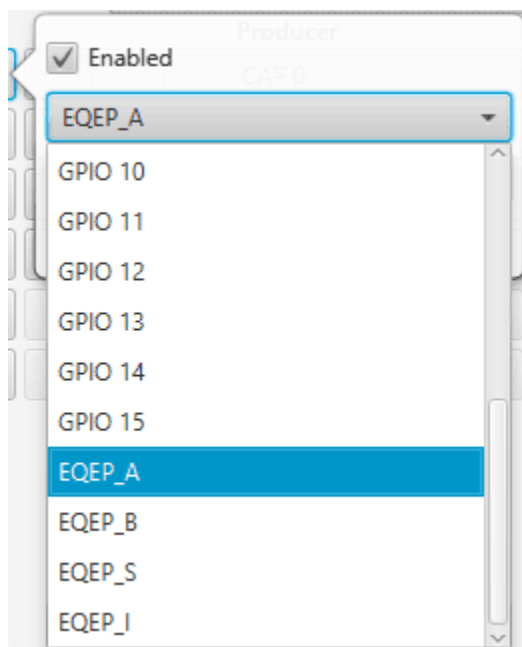 Producer
Enabled
CAP 0
EQEP_A
GPIO 10
GPIO 11
GPIO 12
GPIO 13
GPIO 14
GPIO 15
EQEP_A
EQEP_B
EQEP_S
EQEP_I